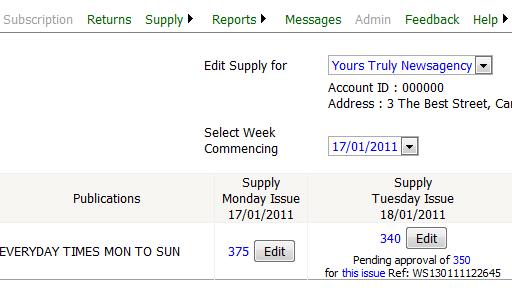 Subscription Returns Supply Reports Messages Admin Feedback Help
Edit Supply for Yours Truly Newsagency
Account ID : 000000
Address : 3 The Best Street, Ca
Select Week
Commencing 17/01/2011
Publications
Supply
Monday Issue
17/01/2011
Supply
Tuesday Issue
18/01/2011
EVERYDAY TIMES MON TO SUN
375 Edit
340 Edit
Pending approval of 350
for this issue Ref: WS130111122645